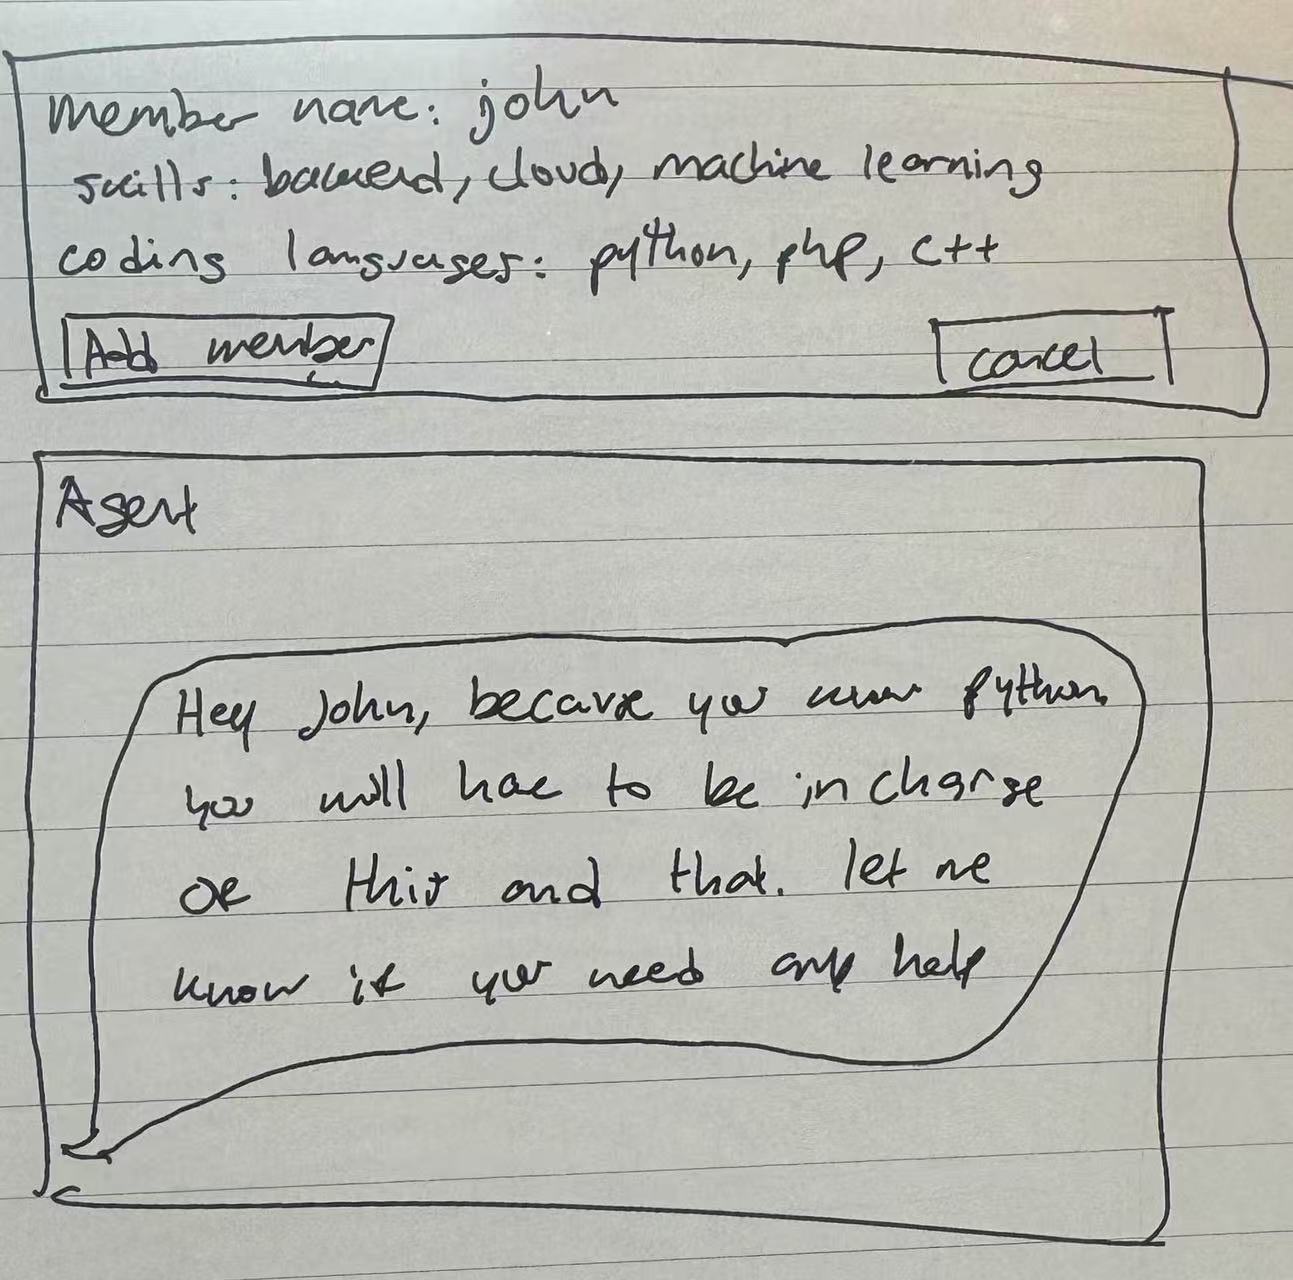 member name: john
skills: backend, cloud, machine learning
coding languages: python, php, c++
Add member
cancel
Agent
Hey John, because you know python
you will have to be in charge
of this and that. let me
know if you need any help